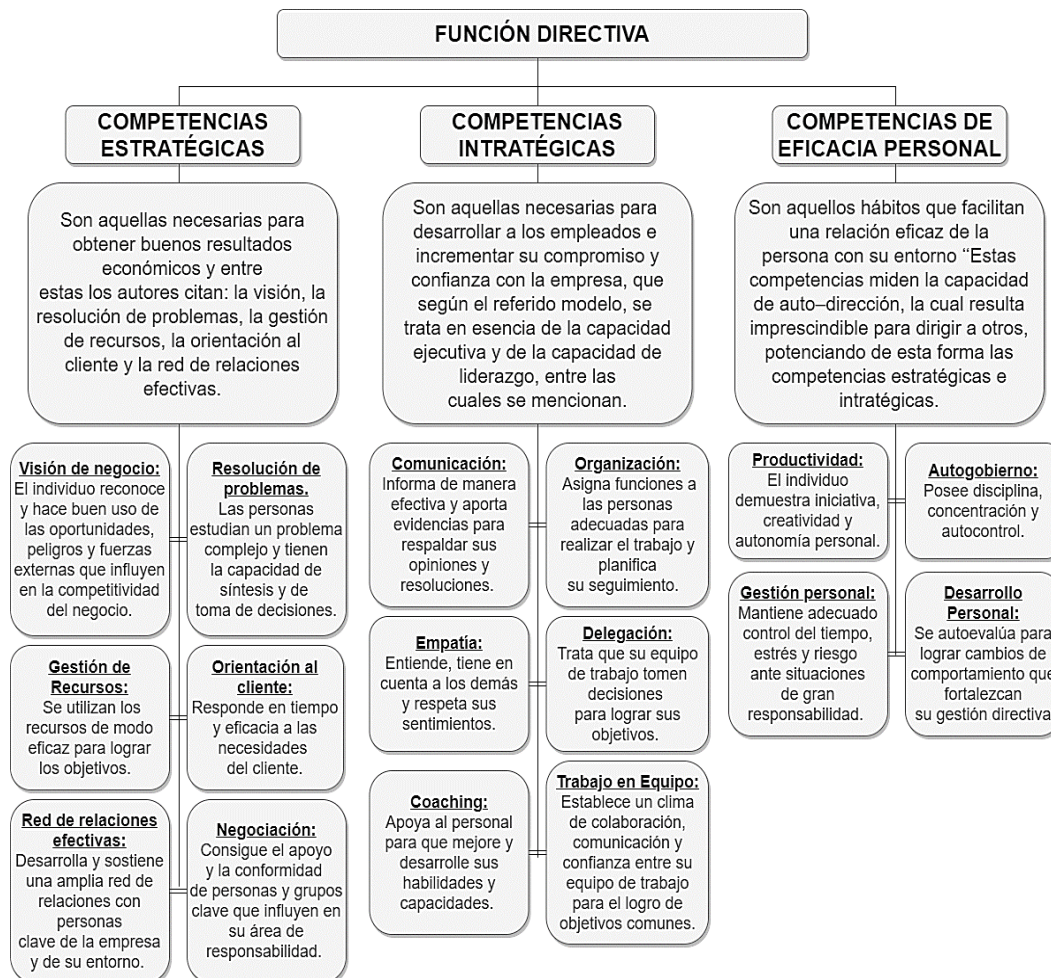 FUNCIÓN DIRECTIVA
COMPETENCIAS
ESTRATÉGICAS
Son aquellas necesarias para
obtener buenos resultados
económicos y entre
estas los autores citan: la visión, la
resolución de problemas, la gestión
de recursos, la orientación al
cliente y la red de relaciones
efectivas.
Visión de negocio:
El individuo reconoce
y hace buen uso de
las oportunidades,
peligros y fuerzas
externas que influyen
en la competitividad
del negocio.
Resolución de
problemas.
Las personas
estudian un problema
complejo y tienen
la capacidad de
síntesis y de
toma de decisiones.
Gestión de
Recursos:
Se utilizan los
recursos de modo
eficaz para lograr
los objetivos.
Orientación al
cliente:
Responde en tiempo
y eficacia a las
necesidades
del cliente.
Red de relaciones
efectivas:
Desarrolla y sostiene
una amplia red de
relaciones con
personas
clave de la empresa
y de su entorno.
Negociación:
Consigue el apoyo
y la conformidad
de personas y grupos
clave que influyen en
su área de
responsabilidad.
COMPETENCIAS
INTRATÉGICAS
Son aquellas necesarias para
desarrollar a los empleados e
incrementar su compromiso y
confianza con la empresa, que
según el referido modelo, se
trata en esencia de la capacidad
ejecutiva y de la capacidad de
liderazgo, entre las
cuales se mencionan.
Comunicación:
Informa de manera
efectiva y aporta
evidencias para
respaldar sus
opiniones y
resoluciones.
Organización:
Asigna funciones a
las personas
adecuadas para
realizar el trabajo y
planifica
su seguimiento.
Empatía:
Entiende, tiene en
cuenta a los demás
y respeta sus
sentimientos.
Delegación:
Trata que su equipo
de trabajo tomen
decisiones
para lograr sus
objetivos.
Coaching:
Apoya al personal
para que mejore y
desarrolle sus
habilidades y
capacidades.
Trabajo en Equipo:
Establece un clima
de colaboración,
comunicación y
confianza entre su
equipo de trabajo
para el logro de
objetivos comunes.
COMPETENCIAS DE
EFICACIA PERSONAL
Son aquellos hábitos que facilitan
una relación eficaz de la
persona con su entorno “Estas
competencias miden la capacidad
de auto–dirección, la cual resulta
imprescindible para dirigir a otros,
potenciando de esta forma las
competencias estratégicas e
intratégicas.
Productividad:
El individuo
demuestra iniciativa,
creatividad y
autonomía personal.
Autogobierno:
Posee disciplina,
concentración y
autocontrol.
Gestión personal:
Mantiene adecuado
control del tiempo,
estrés y riesgo
ante situaciones
de gran
responsabilidad.
Desarrollo
Personal:
Se autoevalúa para
lograr cambios de
comportamiento que
fortalezcan
su gestión directiva